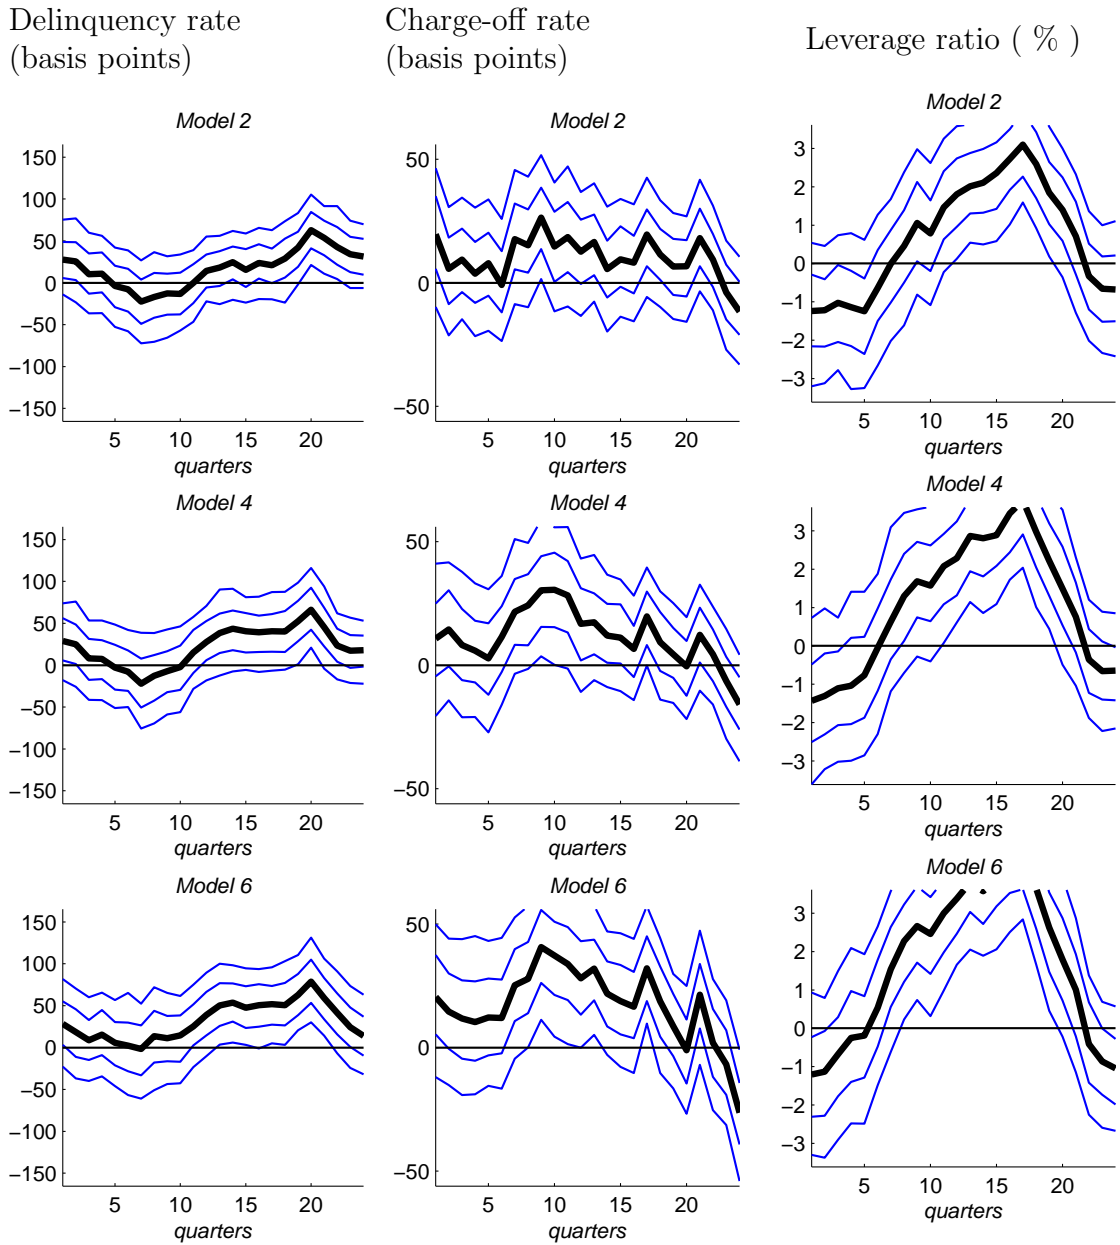 Delinquency rate
(basis points)
Charge-off rate
(basis points)
Leverage ratio ( % )
Model 2
150
100
50
0
−50
−100
−150
5 10 15 20
quarters
Model 2
50
0
−50
5 10 15 20
quarters
Model 2
3
2
1
0
−1
−2
−3
5 10 15 20
quarters
Model 4
150
100
50
0
−50
−100
−150
5 10 15 20
quarters
Model 4
50
0
−50
5 10 15 20
quarters
Model 4
3
2
1
0
−1
−2
−3
5 10 15 20
quarters
Model 6
150
100
50
0
−50
−100
−150
5 10 15 20
quarters
Model 6
50
0
−50
5 10 15 20
quarters
Model 6
3
2
1
0
−1
−2
−3
5 10 15 20
quarters